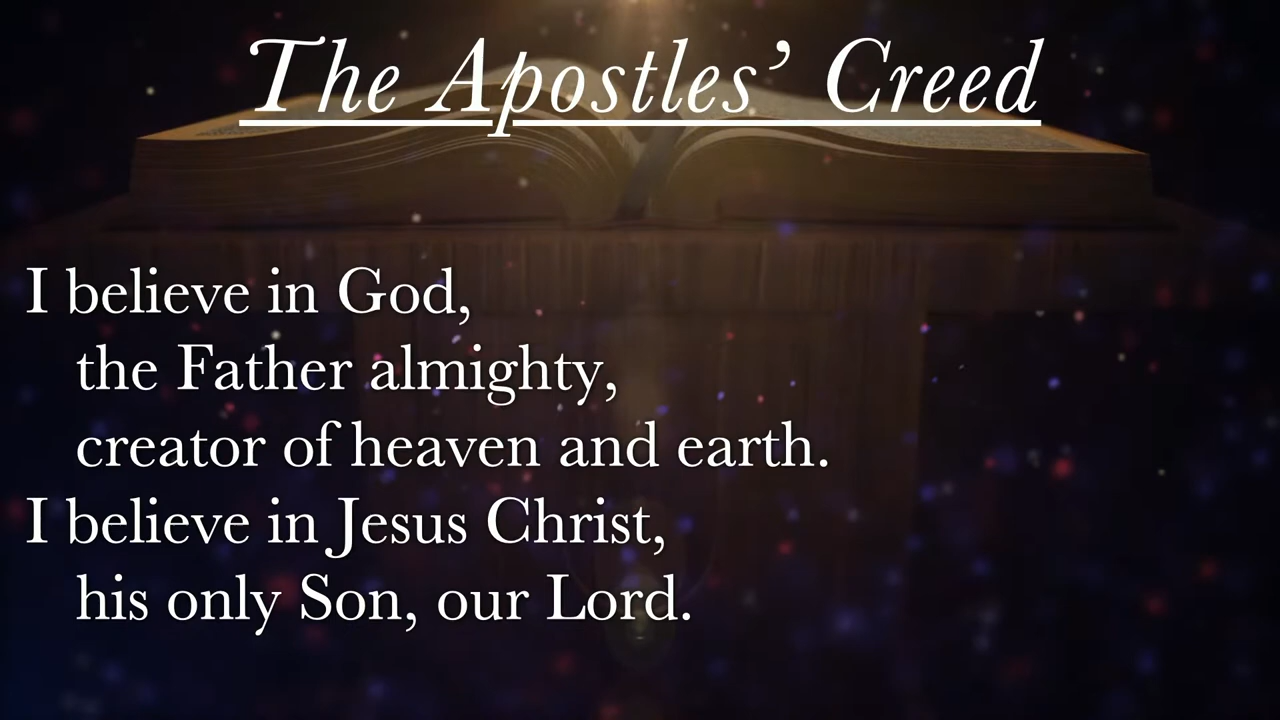 The Apostles’ Creed
I believe in God,
the Father almighty,
creator of heaven and earth.
I believe in Jesus Christ,
his only Son, our Lord.